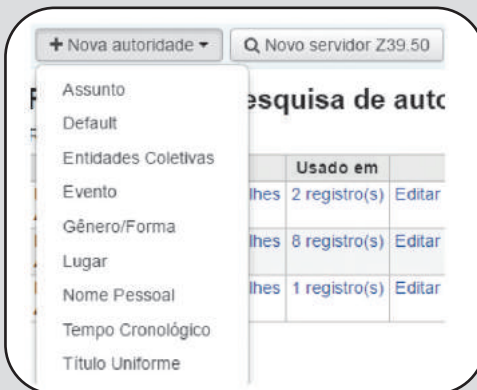 + Nova autoridade ▾ Novo servidor Z39.50
esquisa de auto
Assunto
Default
Entidades Coletivas
Evento
Gênero/Forma
Lugar
Nome Pessoal
Tempo Cronológico
Título Uniforme
Usado em
lhes 2 registro(s) Editar
lhes 8 registro(s) Editar
lhes 1 registro(s) Editar